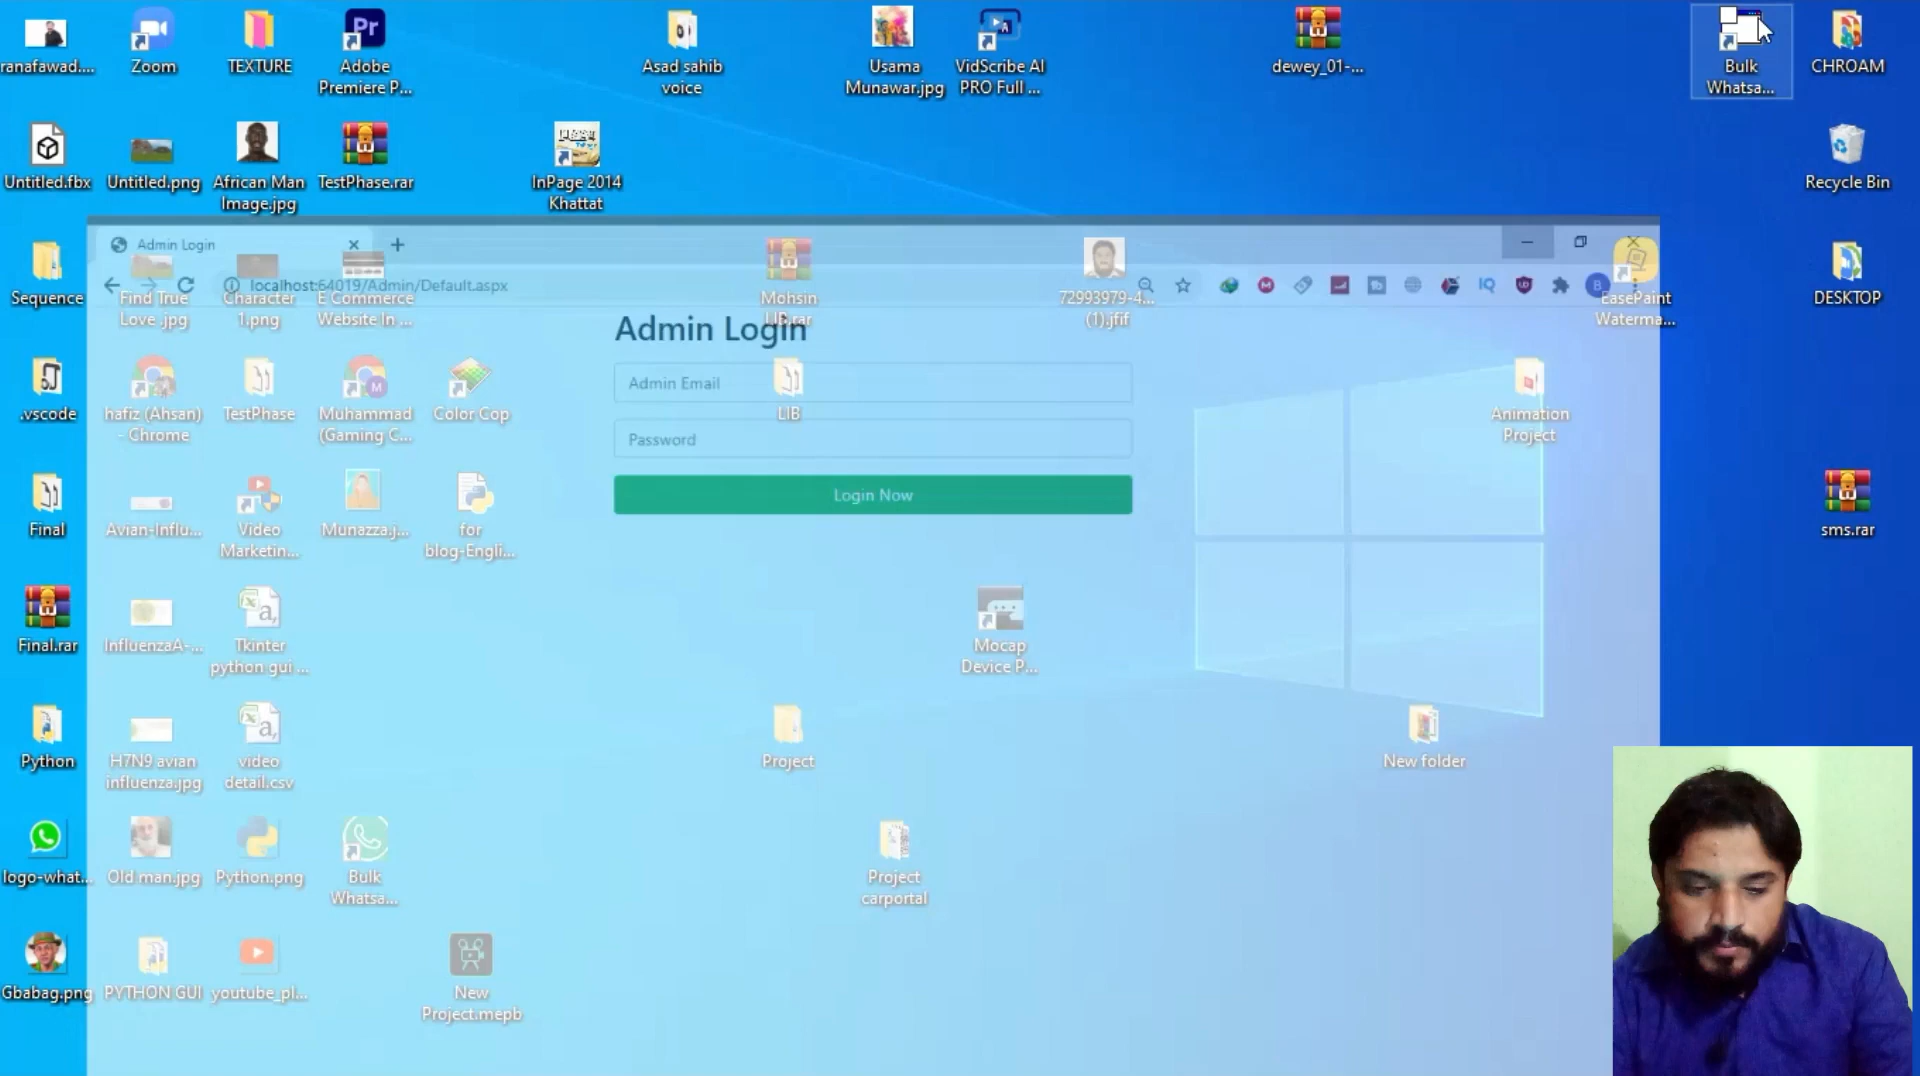 ranafawad....
Zoom
TEXTURE
Pr
Adobe
Premiere P...
Asad sahib
voice
Usama
Munawar.jpg
VidScribe AI
PRO Full ...
dewey_01-...
Bulk
Whatsa...
CHROAM
Untitled.fbx
Untitled.png
African Man
Image.jpg
TestPhase.rar
InPage 2014
Khattat
Recycle Bin
Admin Login
Sequence
localhost:64019/Admin/Default.aspx
Find True
Love .jpg
Character
1.png
E Commerce
Website In ...
Mohsin
LIB.rar
72993979-4...
(1).jfif
EasePaint
Waterma...
DESKTOP
Admin Login
Admin Email
.vscode
hafiz (Ahsan)
- Chrome
TestPhase
Muhammad
(Gaming C...
Color Cop
LIB
Animation
Project
Password
Login Now
Final
Avian-Influ...
Video
Marketin...
Munazza.j...
for
blog-Engli...
sms.rar
Final.rar
InfluenzaA-...
Tkinter
python gui ...
Mocap
Device P...
Python
H7N9 avian
influenza.jpg
video
detail.csv
Project
New folder
logo-what...
Old man.jpg
Python.png
Bulk
Whatsa...
Project
carportal
Gbabag.png
PYTHON GUI
youtube_pl...
New
Project.mepb